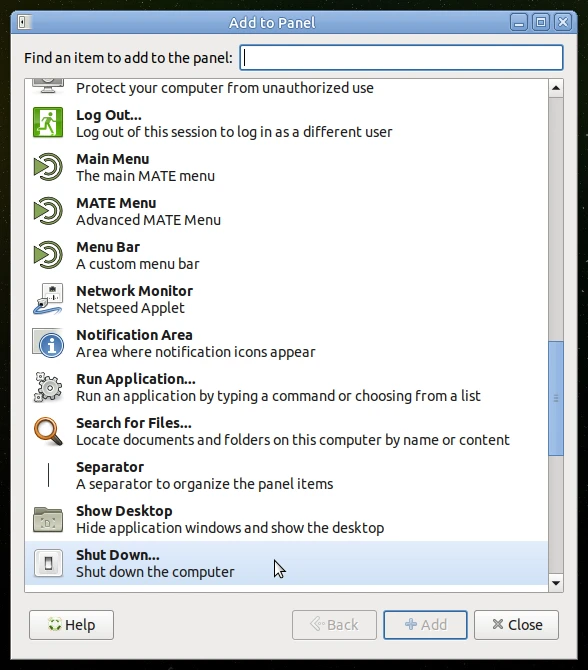 Add to Panel
Find an item to add to the panel:
Protect your computer from unauthorized use
Log Out...
Log out of this session to log in as a different user
Main Menu
The main MATE menu
MATE Menu
Advanced MATE Menu
Menu Bar
A custom menu bar
Network Monitor
Netspeed Applet
Notification Area
Area where notification icons appear
Run Application...
Run an application by typing a command or choosing from a list
Search for Files...
Locate documents and folders on this computer by name or content
Separator
A separator to organize the panel items
Show Desktop
Hide application windows and show the desktop
Shut Down...
Shut down the computer
Help
Back
Add
Close